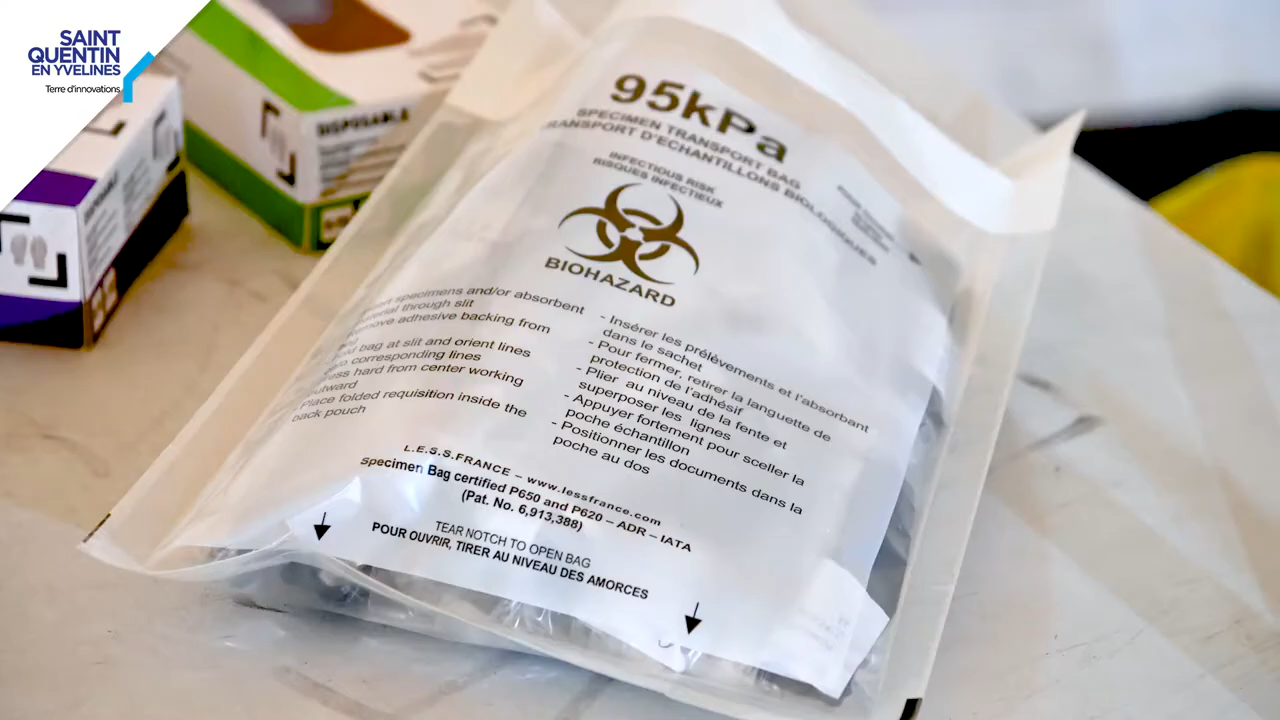 SAINT
QUENTIN
EN YVELINES
Terre d'innovations
DISPOSABLE
95kPa
SPECIMEN TRANSPORT BAG
TRANSPORT D'ECHANTILLONS BIOLOGIQUES
INFECTIOUS RISK
RISQUES INFECTIEUX
BIOHAZARD
specimens and/or absorbent
through slit
adhesive backing from
bag at slit and orient lines
corresponding lines
hard from center working
outward
place folded requisition inside the
back pouch
- Insérer les prélèvements et l'absorbant
dans le sachet
- Pour fermer, retirer la languette de
protection de l'adhésif
- Plier au niveau de la fente et
superposer les lignes
- Appuyer fortement pour sceller la
poche échantillon
- Positionner les documents dans la
poche au dos
L.E.S.S.FRANCE – www.lessfrance.com
Specimen Bag certified P650 and P620 – ADR – IATA
(Pat. No. 6,913,388)
TEAR NOTCH TO OPEN BAG
POUR OUVRIR, TIRER AU NIVEAU DES AMORCES